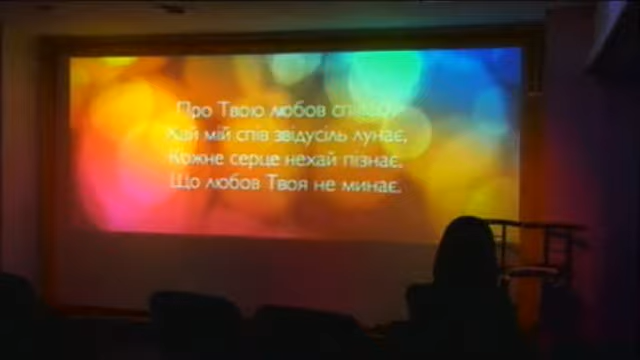 Про Твою любов
Хай мій спів звідусіль лунає,
Кожне серце нехай пізнає,
Що любов Твоя не минає.